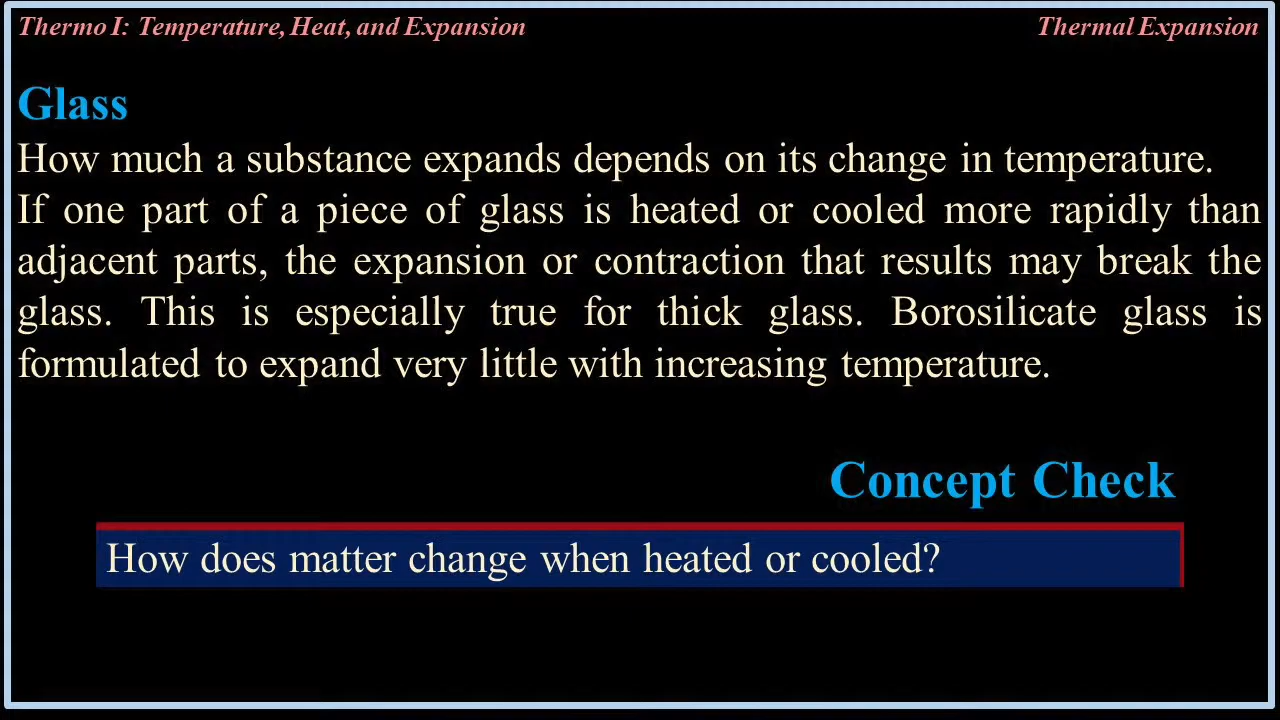 Thermo I: Temperature, Heat, and Expansion
Thermal Expansion
Glass
How much a substance expands depends on its change in temperature.
If one part of a piece of glass is heated or cooled more rapidly than
adjacent parts, the expansion or contraction that results may break the
glass. This is especially true for thick glass. Borosilicate glass is
formulated to expand very little with increasing temperature.
Concept Check
How does matter change when heated or cooled?